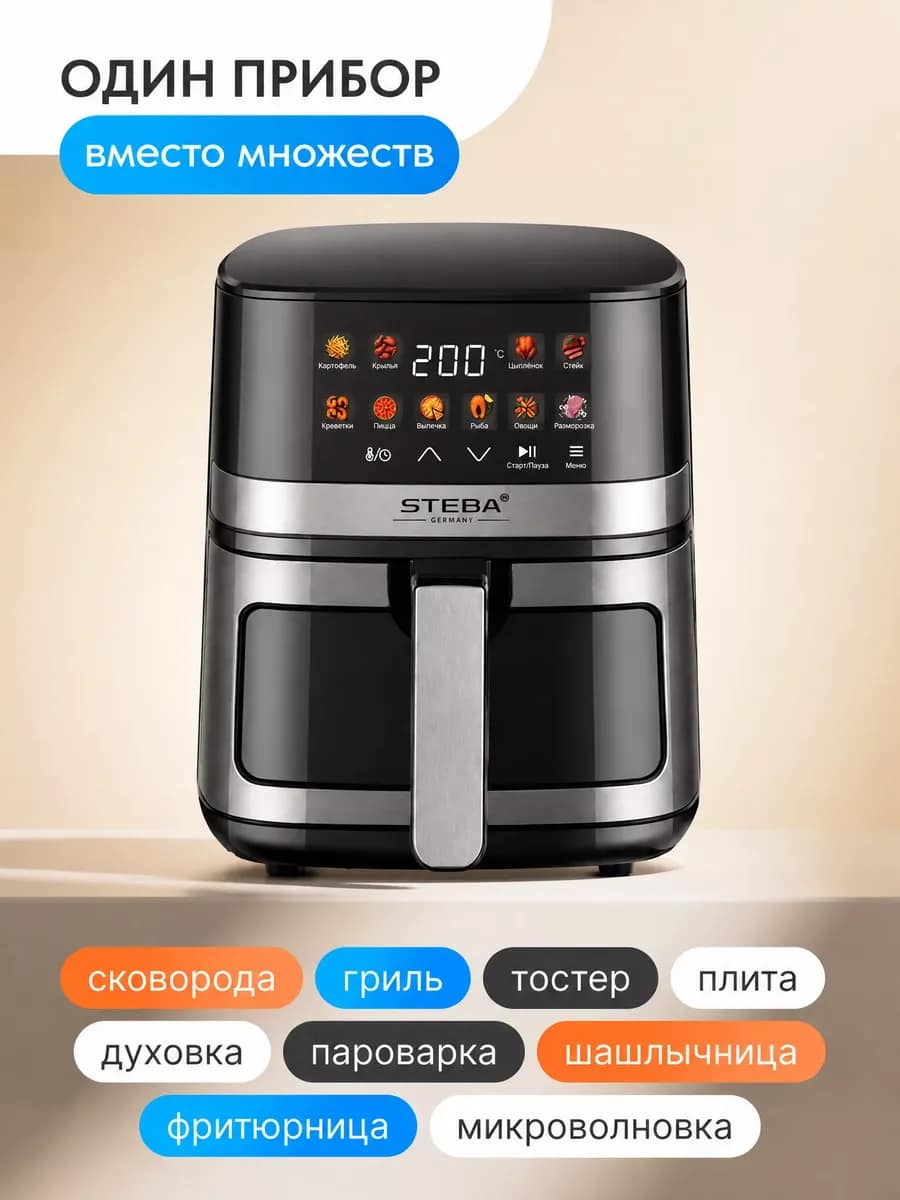 ОДИН ПРИБОР
вместо множеств
200 °C
Картофель Крылья Цыплёнок Стейк
Креветки Пицца Выпечка Рыба Овощи Разморозка
Старт/Пауза Меню
STEBA®
GERMANY
сковорода гриль тостер плита
духовка пароварка шашлычница
фритюрница микроволновка